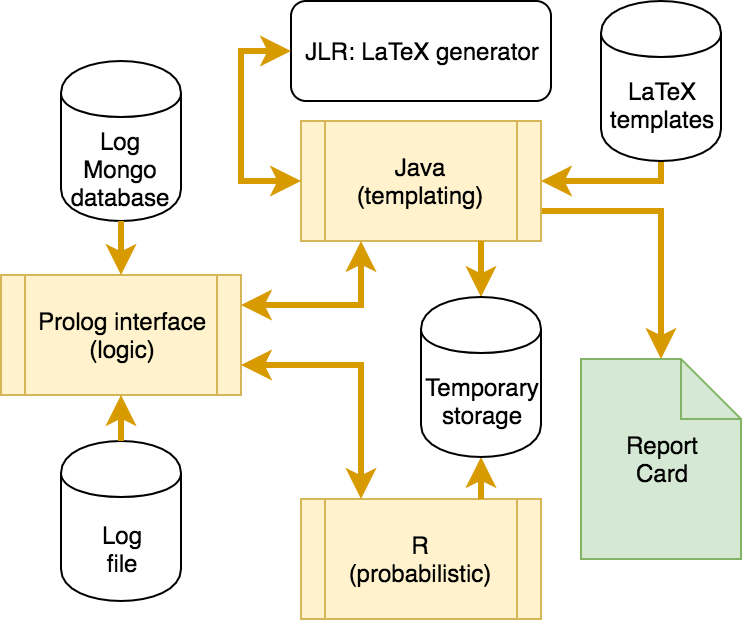 JLR: LaTeX generator
LaTeX
templates
Log
Mongo
database
Java
(templating)
Prolog interface
(logic)
Temporary
storage
Report
Card
Log
file
R
(probabilistic)